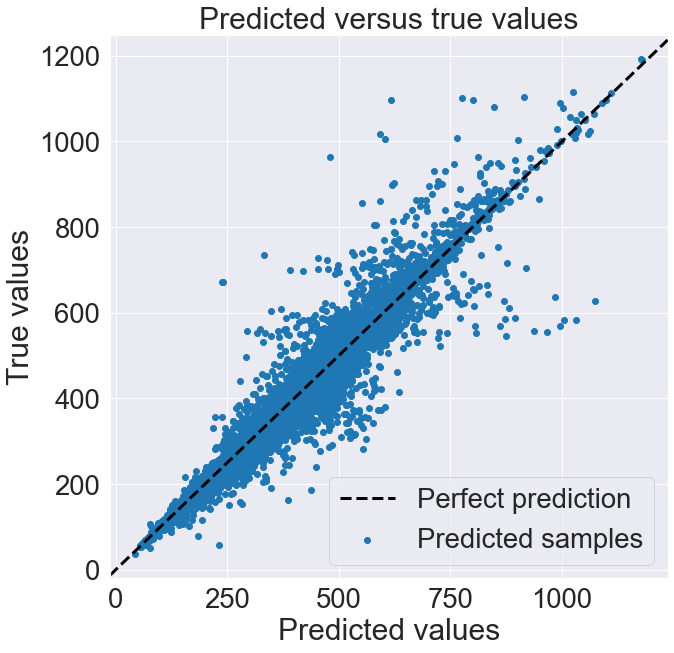 Predicted versus true values
1200
1000
800
600
400
200
0
True values
0 250 500 750 1000
Predicted values
Perfect prediction
Predicted samples